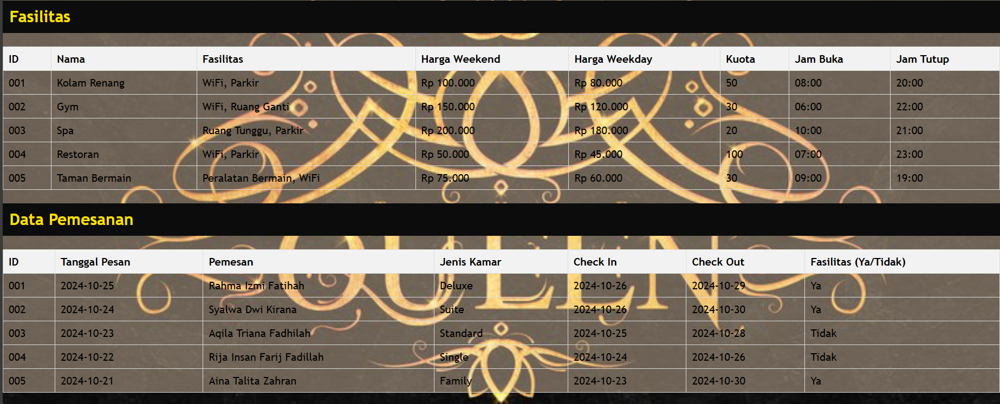 Fasilitas
ID Nama Fasilitas Harga Weekend Harga Weekday Kuota Jam Buka Jam Tutup
001 Kolam Renang WiFi, Parkir Rp 100.000 Rp 80.000 50 08:00 20:00
002 Gym WiFi, Ruang Ganti Rp 150.000 Rp 120.000 30 06:00 22:00
003 Spa Ruang Tunggu, Parkir Rp 200.000 Rp 180.000 20 10:00 21:00
004 Restoran WiFi, Parkir Rp 50.000 Rp 45.000 100 07:00 23:00
005 Taman Bermain Peralatan Bermain, WiFi Rp 75.000 Rp 60.000 30 09:00 19:00
Data Pemesanan
QUEEN
ID Tanggal Pesan Pemesan Jenis Kamar Check In Check Out Fasilitas (Ya/Tidak)
001 2024-10-25 Rahma Izmi Fatihah Deluxe 2024-10-26 2024-10-29 Ya
002 2024-10-24 Syalwa Dwi Kirana Suite 2024-10-26 2024-10-30 Ya
003 2024-10-23 Aqila Triana Fadhilah Standard 2024-10-25 2024-10-28 Tidak
004 2024-10-22 Rija Insan Farij Fadillah Single 2024-10-24 2024-10-26 Tidak
005 2024-10-21 Aina Talita Zahran Family 2024-10-23 2024-10-30 Ya